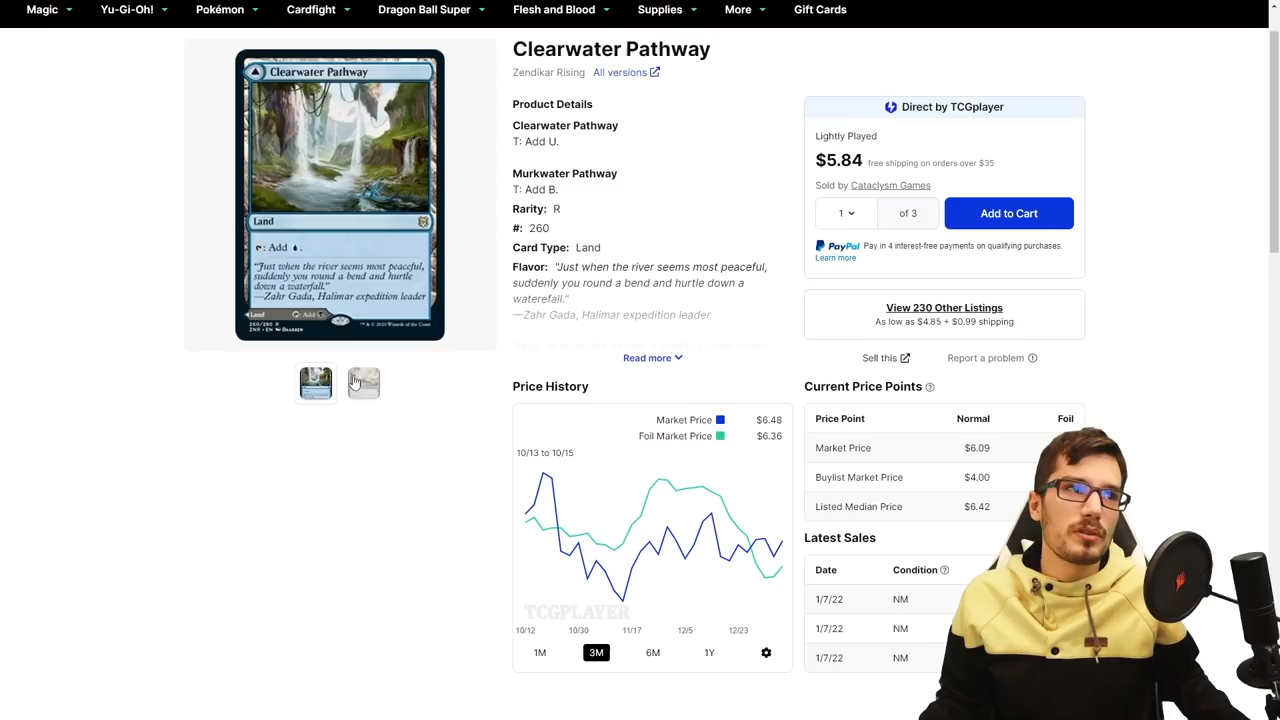 Magic
Yu-Gi-Oh!
Pokémon
Cardfight
Dragon Ball Super
Flesh and Blood
Supplies
More
Gift Cards
Clearwater Pathway
Land
: Add
"Just when the river seems most peaceful,
suddenly you round a bend and hurtle
down a waterfall."
—Zahr Gada, Halimar expedition leader
Land
: Add
260/280 R
ZNR • EN
Clearwater Pathway
Zendikar Rising All versions
Product Details
Clearwater Pathway
T: Add U.
Murkwater Pathway
T: Add B.
Rarity: R
#: 260
Card Type: Land
Flavor: "Just when the river seems most peaceful,
suddenly you round a bend and hurtle down a
waterefall."
—Zahr Gada, Halimar expedition leader
Read more
Direct by TCGplayer
Lightly Played
$5.84 free shipping on orders over $35
Sold by Cataclysm Games
1 of 3 Add to Cart
PayPal Pay in 4 interest-free payments on qualifying purchases.
Learn more
View 230 Other Listings
As low as $4.85 + $0.99 shipping
Sell this Report a problem
Price History
Market Price $6.48
Foil Market Price $6.36
10/13 to 10/15
TCGPLAYER
10/12 10/30 11/17 12/5 12/23
1M 3M 6M 1Y
Current Price Points
Price Point Normal Foil
Market Price $6.09
Buylist Market Price $4.00
Listed Median Price $6.42
Latest Sales
Date Condition
1/7/22 NM
1/7/22 NM
1/7/22 NM